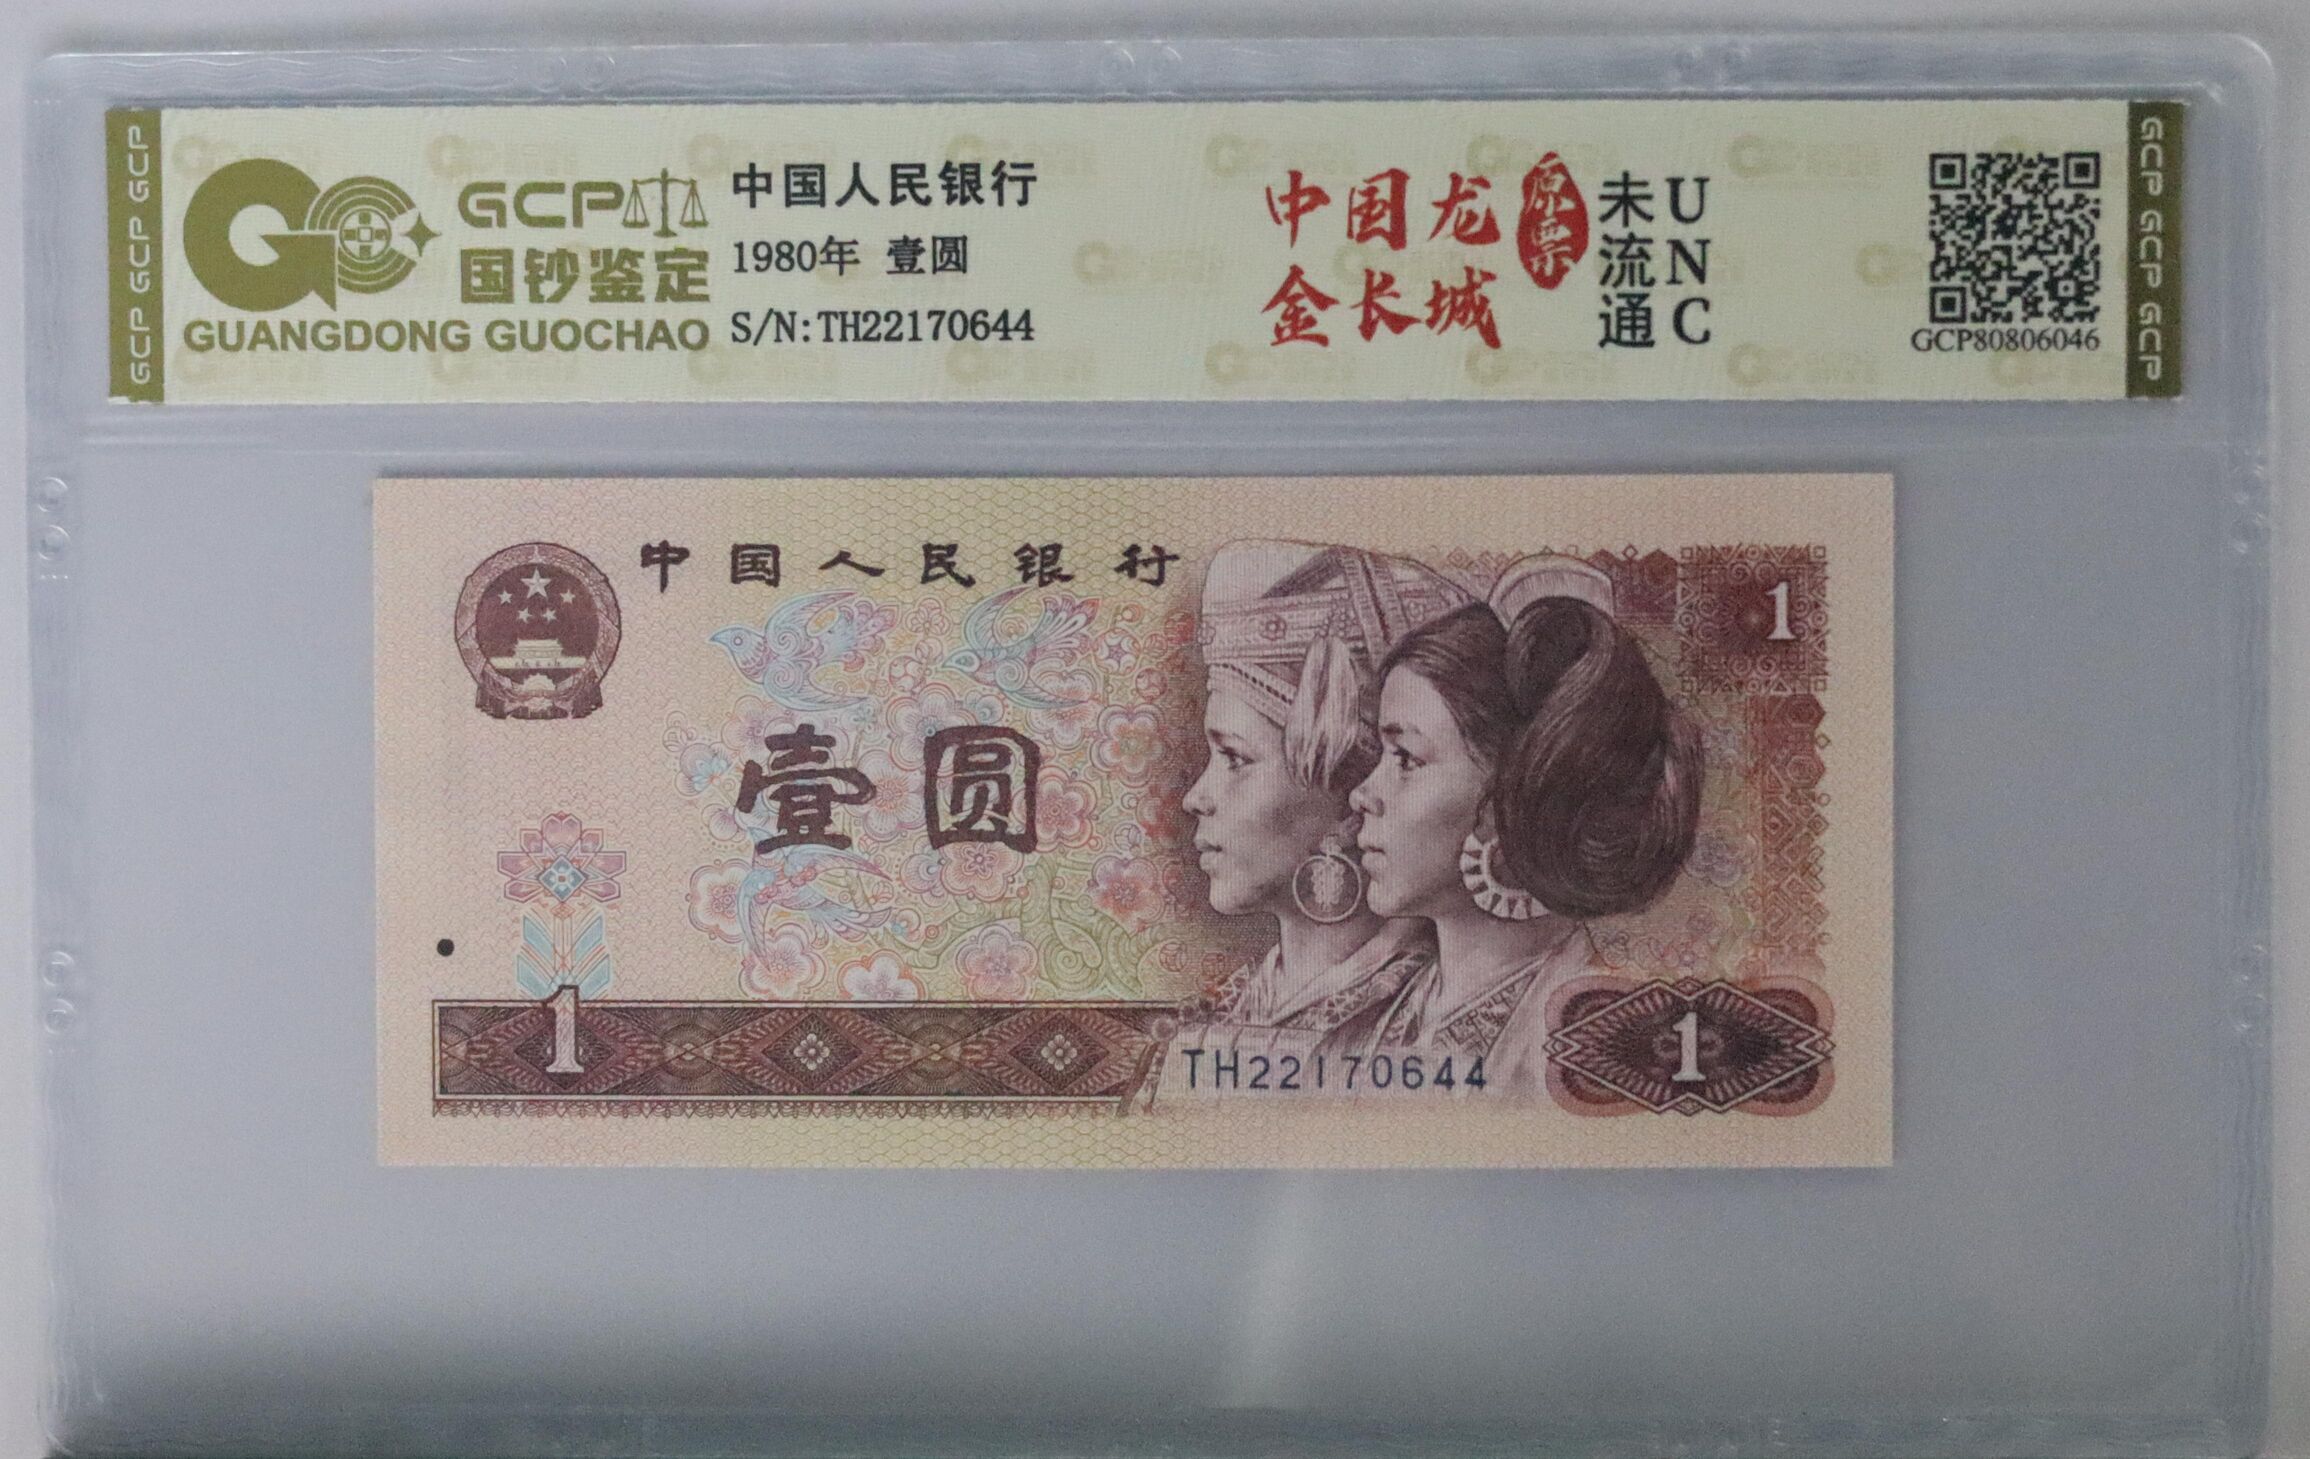 GCP GCP GCP
GCP
国钞鉴定
GUANGDONG GUOCHAO
中国人民银行
1980年 壹圆
S/N:TH22170644
中国龙
金长城
原票
未流通
UNC
GCP80806046
GCP GCP GCP
中国人民银行
1
壹圆
1
TH22170644
1